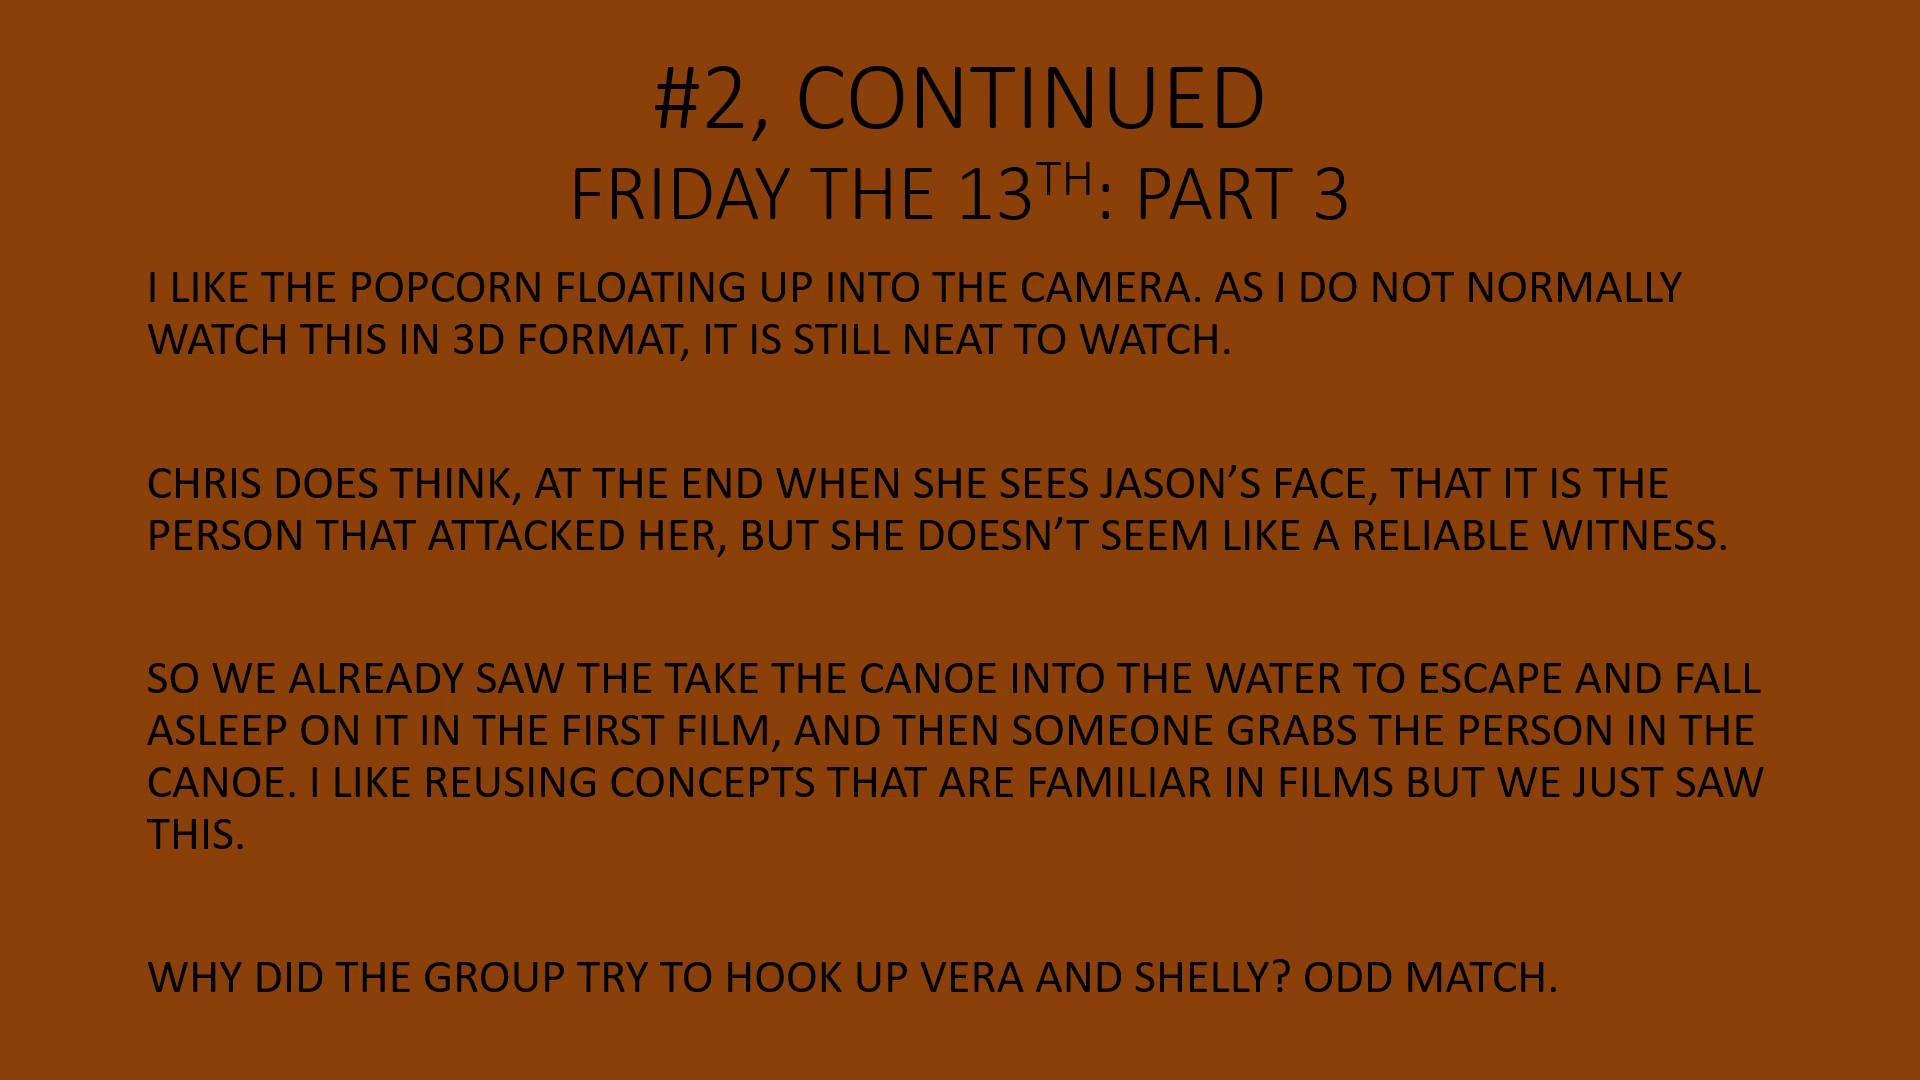 #2, CONTINUED
FRIDAY THE 13TH: PART 3
I LIKE THE POPCORN FLOATING UP INTO THE CAMERA. AS I DO NOT NORMALLY
WATCH THIS IN 3D FORMAT, IT IS STILL NEAT TO WATCH.
CHRIS DOES THINK, AT THE END WHEN SHE SEES JASON’S FACE, THAT IT IS THE
PERSON THAT ATTACKED HER, BUT SHE DOESN’T SEEM LIKE A RELIABLE WITNESS.
SO WE ALREADY SAW THE TAKE THE CANOE INTO THE WATER TO ESCAPE AND FALL
ASLEEP ON IT IN THE FIRST FILM, AND THEN SOMEONE GRABS THE PERSON IN THE
CANOE. I LIKE REUSING CONCEPTS THAT ARE FAMILIAR IN FILMS BUT WE JUST SAW
THIS.
WHY DID THE GROUP TRY TO HOOK UP VERA AND SHELLY? ODD MATCH.